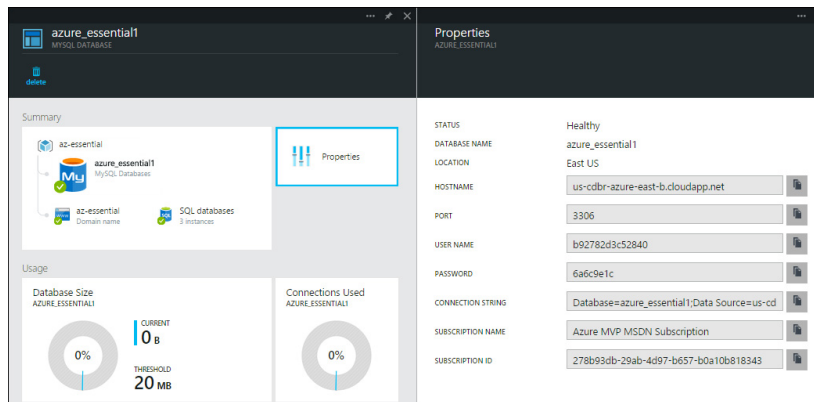 azure_essential1
MYSQL DATABASE
delete
Summary
az-essential
azure_essential1
MySQL Databases
My
az-essential
Domain name
SQL databases
3 instances
Properties
Usage
Database Size
AZURE_ESSENTIAL1
0%
CURRENT
0 B
THRESHOLD
20 MB
Connections Used
AZURE_ESSENTIAL1
0%
Properties
AZURE_ESSENTIAL1
STATUS Healthy
DATABASE NAME azure_essential1
LOCATION East US
HOSTNAME us-cdbr-azure-east-b.cloudapp.net
PORT 3306
USER NAME b92782d3c52840
PASSWORD 6a6c9e1c
CONNECTION STRING Database=azure_essential1;Data Source=us-cd
SUBSCRIPTION NAME Azure MVP MSDN Subscription
SUBSCRIPTION ID 278b93db-29ab-4d97-b657-b0a10b818343